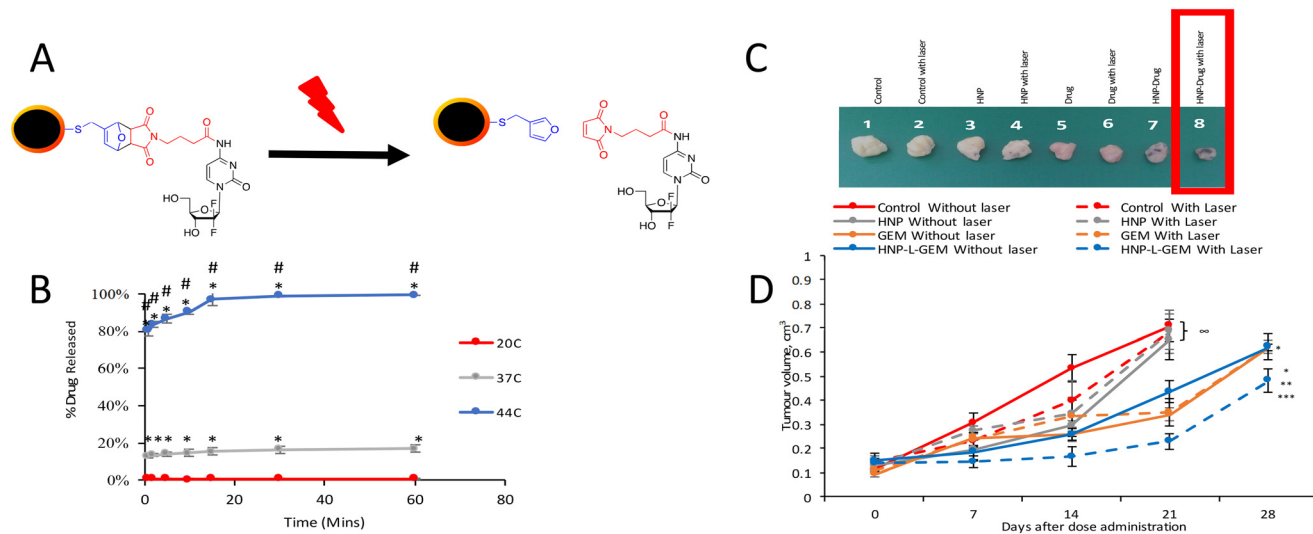 A
S
O
O
N
O
O
NH
N
N
O
HO
O
F
HO
F
S
O
O
N
O
O
NH
N
N
O
HO
O
F
HO
F
B
# # # # # # #
* * * * * * *
100%
80%
60%
40%
20%
0%
* * * * * * *
%Drug Released
20C
37C
44C
0 20 40 60 80
Time (Mins)
C
Control
Control with laser
HNP
HNP with laser
Drug
Drug with laser
HNP-Drug
HNP-Drug with laser
1 2 3 4 5 6 7 8
Control Without laser
Control With Laser
HNP Without laser
HNP With Laser
GEM Without laser
GEM With Laser
HNP-L-GEM Without laser
HNP-L-GEM With Laser
D
Tumour volume, cm3
1
0.9
0.8
0.7
0.6
0.5
0.4
0.3
0.2
0.1
0
∞
*
*
**
***
0 7 14 21 28
Days after dose administration